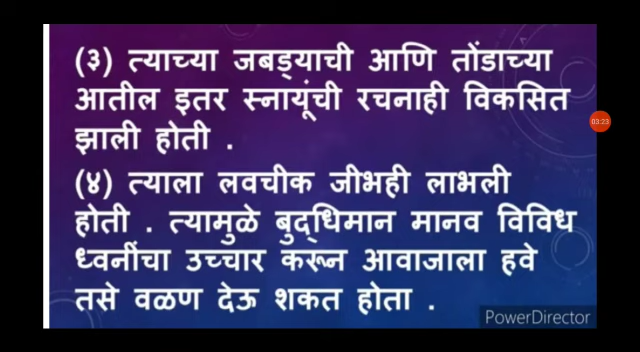 (३) त्याच्या जबड्याची आणि तोंडाच्या
आतील इतर स्नायूंची रचनाही विकसित
झाली होती .
(४) त्याला लवचीक जीभही लाभली
होती . त्यामुळे बुद्धिमान मानव विविध
ध्वनींचा उच्चार करून आवाजाला हवे
तसे वळण देऊ शकत होता .
03:23
PowerDirector